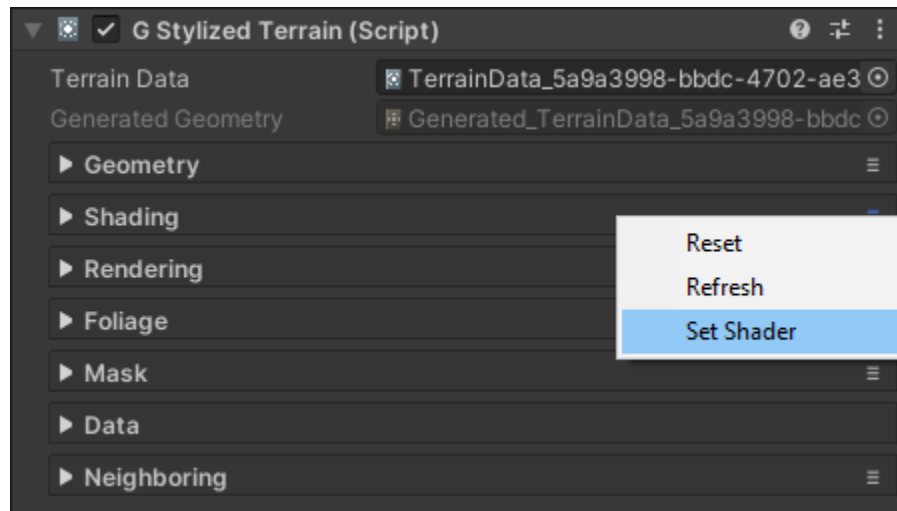 G Stylized Terrain (Script)
Terrain Data TerrainData_5a9a3998-bbdc-4702-ae3
Generated Geometry Generated_TerrainData_5a9a3998-bbdc
Geometry
Shading
Reset
Rendering
Refresh
Foliage
Set Shader
Mask
Data
Neighboring